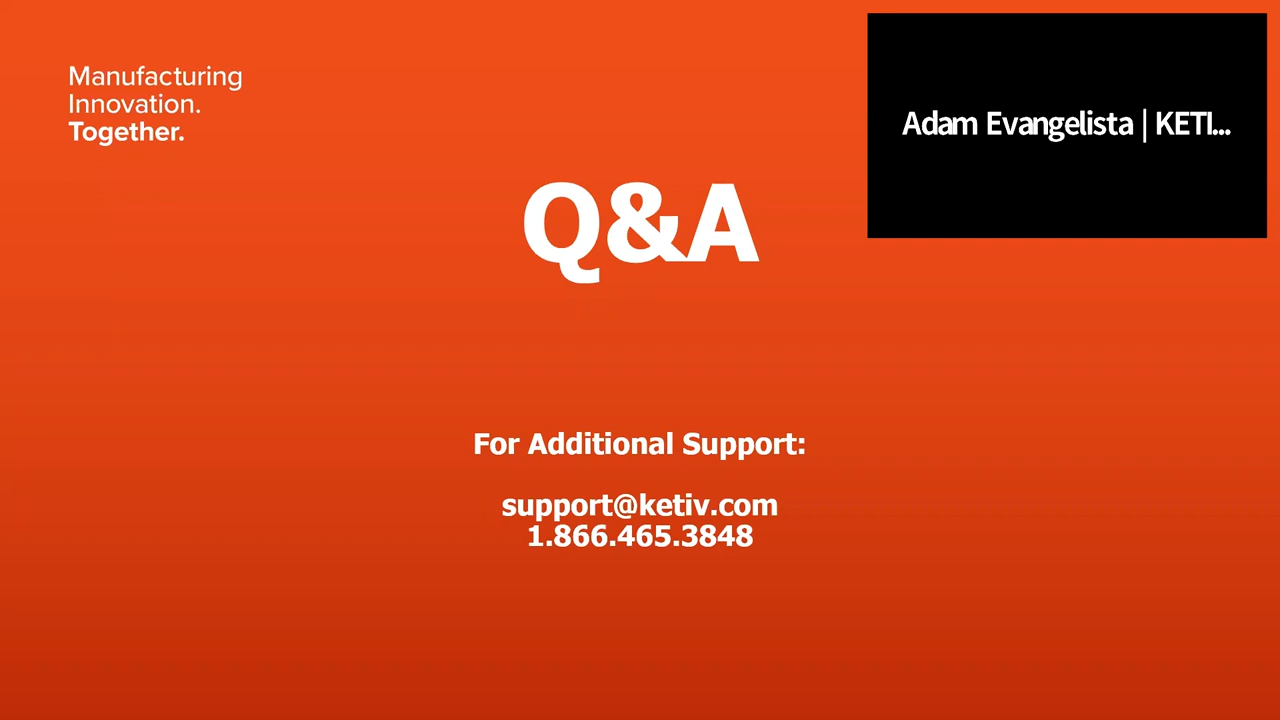 Manufacturing
Innovation.
Together.
Adam Evangelista | KETI...
Q&A
For Additional Support:
support@ketiv.com
1.866.465.3848